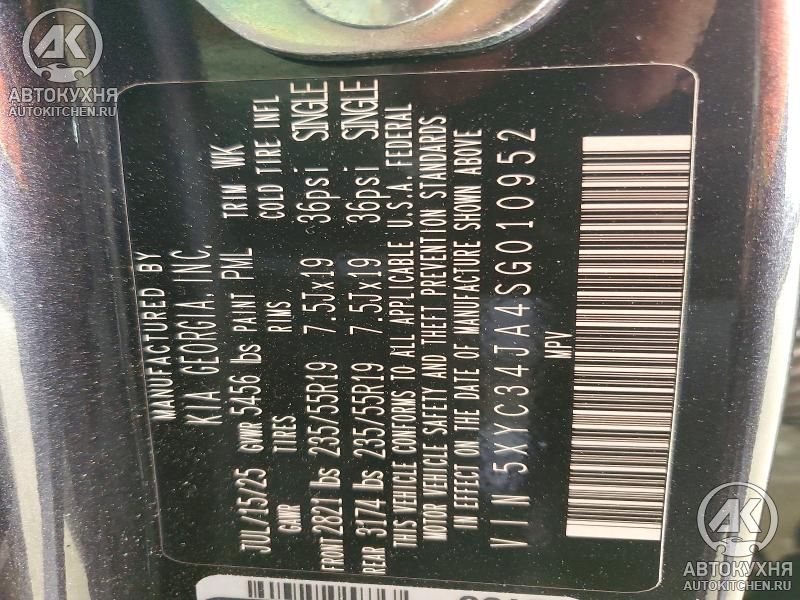 АК
АВТОКУХНЯ
AUTOKITCHEN.RU
MANUFACTURED BY
KIA GEORGIA, INC.
JUL/15/25 GVWR 5456 lbs PAINT PML TRIM WK
GAWR TIRES RIMS COLD TIRE INFL
FRONT 2821 lbs 235/55R19 7.5Jx19 36psi SINGLE
REAR 3174 lbs 235/55R19 7.5Jx19 36psi SINGLE
THIS VEHICLE CONFORMS TO ALL APPLICABLE U.S.A. FEDERAL
MOTOR VEHICLE SAFETY AND THEFT PREVENTION STANDARDS
IN EFFECT ON THE DATE OF MANUFACTURE SHOWN ABOVE
VIN 5XYC34JA4SG010952
MPV
АК
АВТОКУХНЯ
AUTOKITCHEN.RU